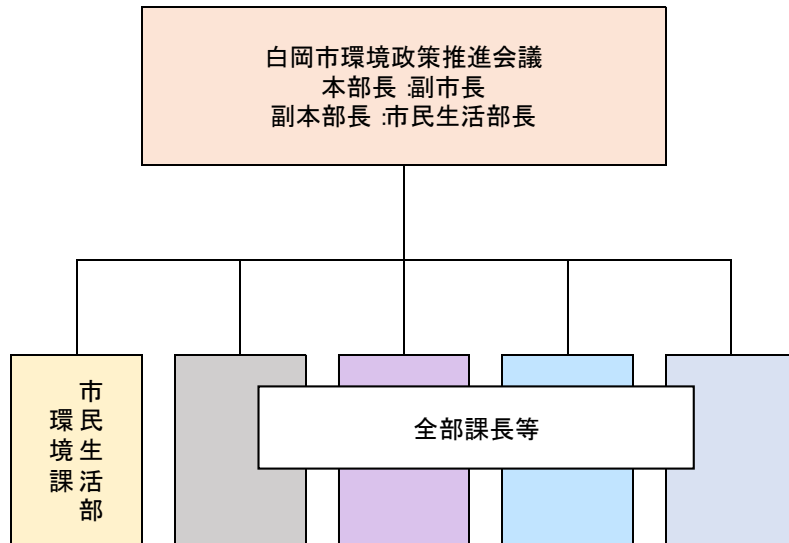 白岡市環境政策推進会議
本部長：副市長
副本部長：市民生活部長
市民生活部
環境課
全部課長等